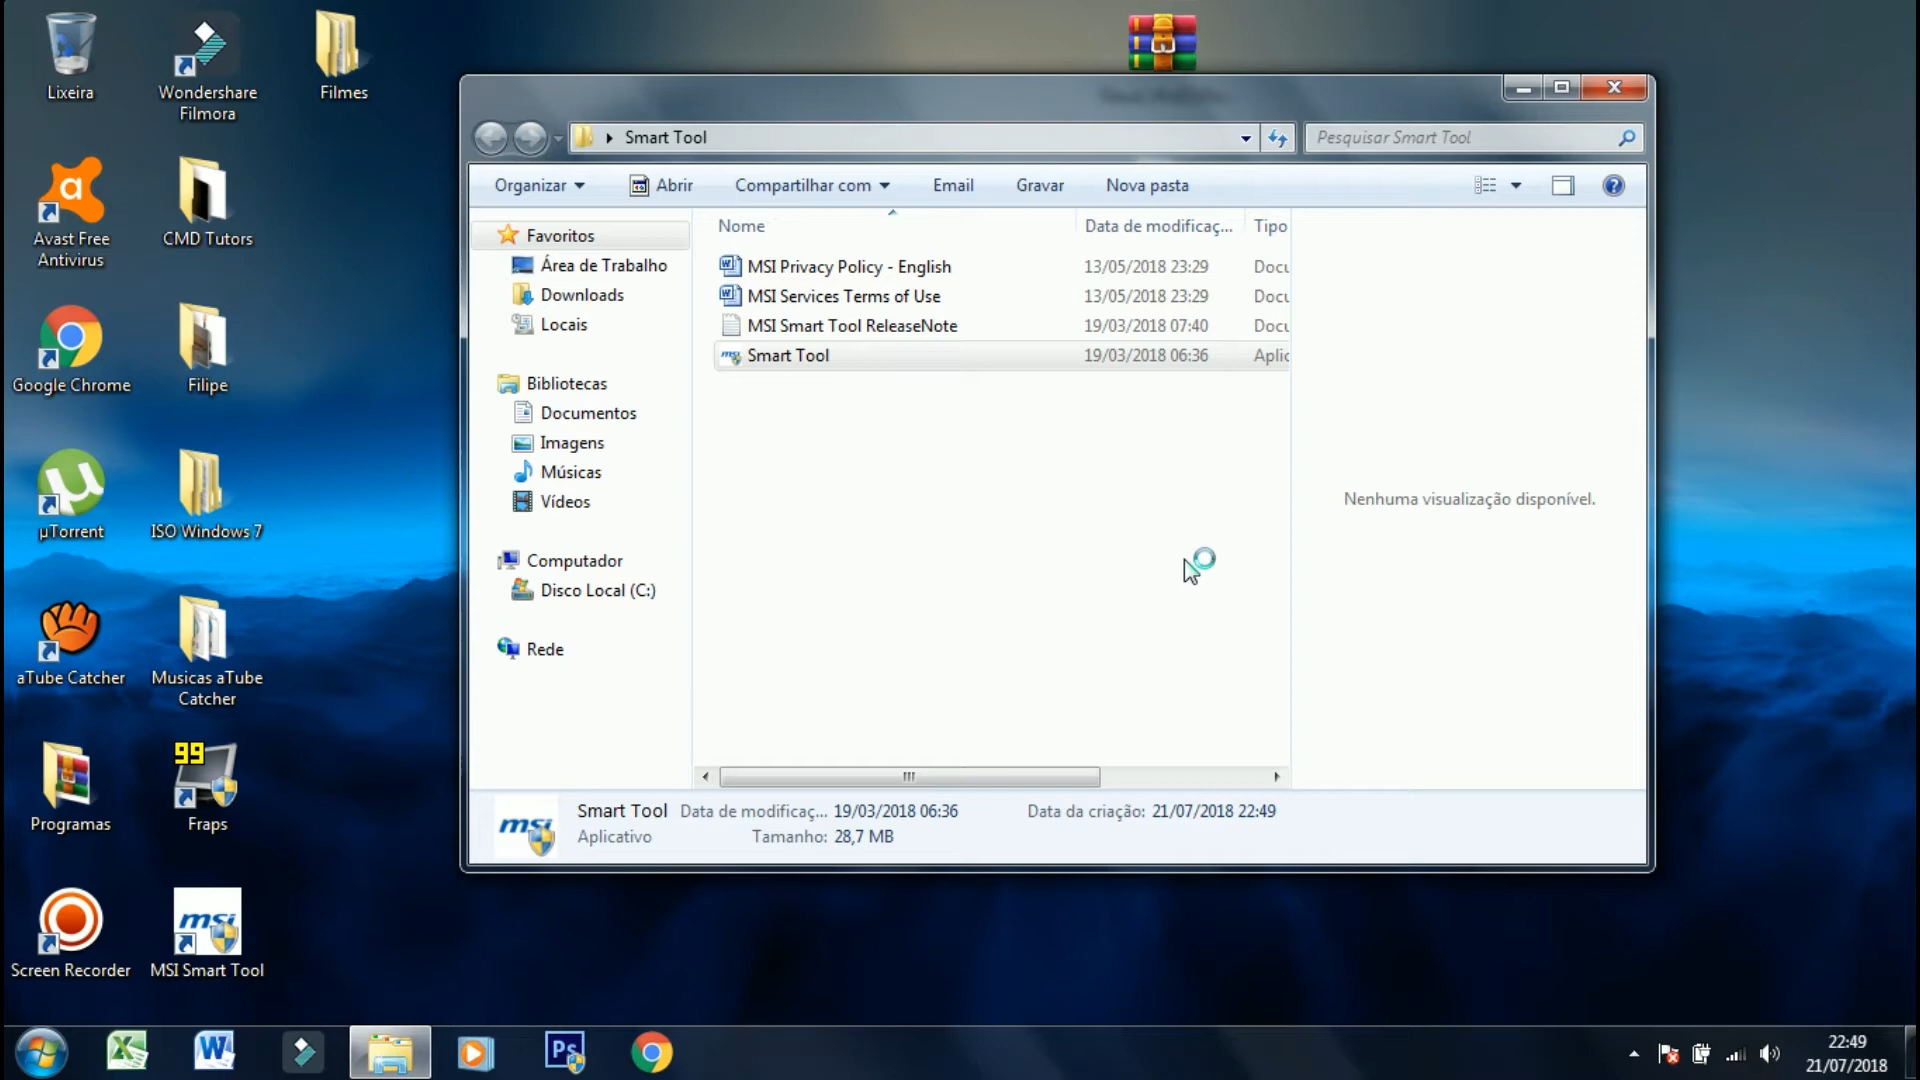 Lixeira
Wondershare
Filmora
Filmes
Avast Free
Antivirus
CMD Tutors
Google Chrome
Filipe
µTorrent
ISO Windows 7
aTube Catcher
Musicas aTube
Catcher
Programas
99
Fraps
Screen Recorder
msi
MSI Smart Tool
Smart Tool
Pesquisar Smart Tool
Organizar
Abrir
Compartilhar com
Email
Gravar
Nova pasta
Favoritos
Área de Trabalho
Downloads
Locais
Bibliotecas
Documentos
Imagens
Músicas
Vídeos
Computador
Disco Local (C:)
Rede
Nome
Data de modificaç...
Tipo
MSI Privacy Policy - English
13/05/2018 23:29
Docu
MSI Services Terms of Use
13/05/2018 23:29
Docu
MSI Smart Tool ReleaseNote
19/03/2018 07:40
Docu
Smart Tool
19/03/2018 06:36
Aplic
Nenhuma visualização disponível.
msi
Smart Tool
Data de modificaç... 19/03/2018 06:36
Data da criação: 21/07/2018 22:49
Aplicativo
Tamanho: 28,7 MB
Ps
22:49
21/07/2018